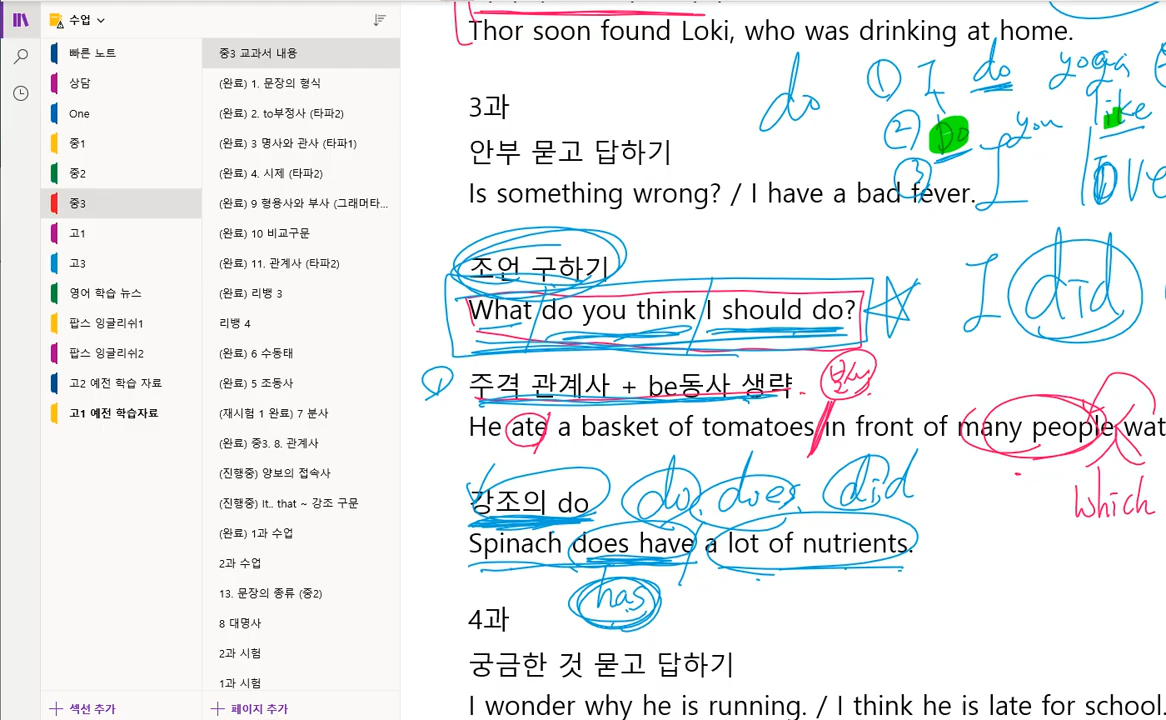 수업
빠른 노트
상담
One
중1
중2
중3
고1
고3
영어 학습 뉴스
팝스 잉글리쉬1
팝스 잉글리쉬2
고2 예전 학습 자료
고1 예전 학습자료
섹션 추가
중3 교과서 내용
(완료) 1. 문장의 형식
(완료) 2. to부정사 (타파2)
(완료) 3 명사와 관사 (타파1)
(완료) 4. 시제 (타파2)
(완료) 9 형용사와 부사 (그래머타...
(완료) 10 비교구문
(완료) 11. 관계사 (타파2)
(완료) 리뱅 3
리뱅 4
(완료) 6 수동태
(완료) 5 조동사
(재시험 1 완료) 7 분사
(완료) 중3. 8. 관계사
(진행중) 양보의 접속사
(진행중) It.. that ~ 강조 구문
(완료) 1과 수업
2과 수업
13. 문장의 종류 (중2)
8 대명사
2과 시험
1과 시험
페이지 추가
Thor soon found Loki, who was drinking at home.
do
① I do yoga
② Do you like
③ I love
3과
안부 묻고 답하기
Is something wrong? / I have a bad fever.
조언 구하기
What do you think I should do?
I did
① 주격 관계사 + be동사 생략
He ate a basket of tomatoes in front of many people wat
which
강조의 do
do, does, did
Spinach does have a lot of nutrients.
has
4과
궁금한 것 묻고 답하기
I wonder why he is running. / I think he is late for school.